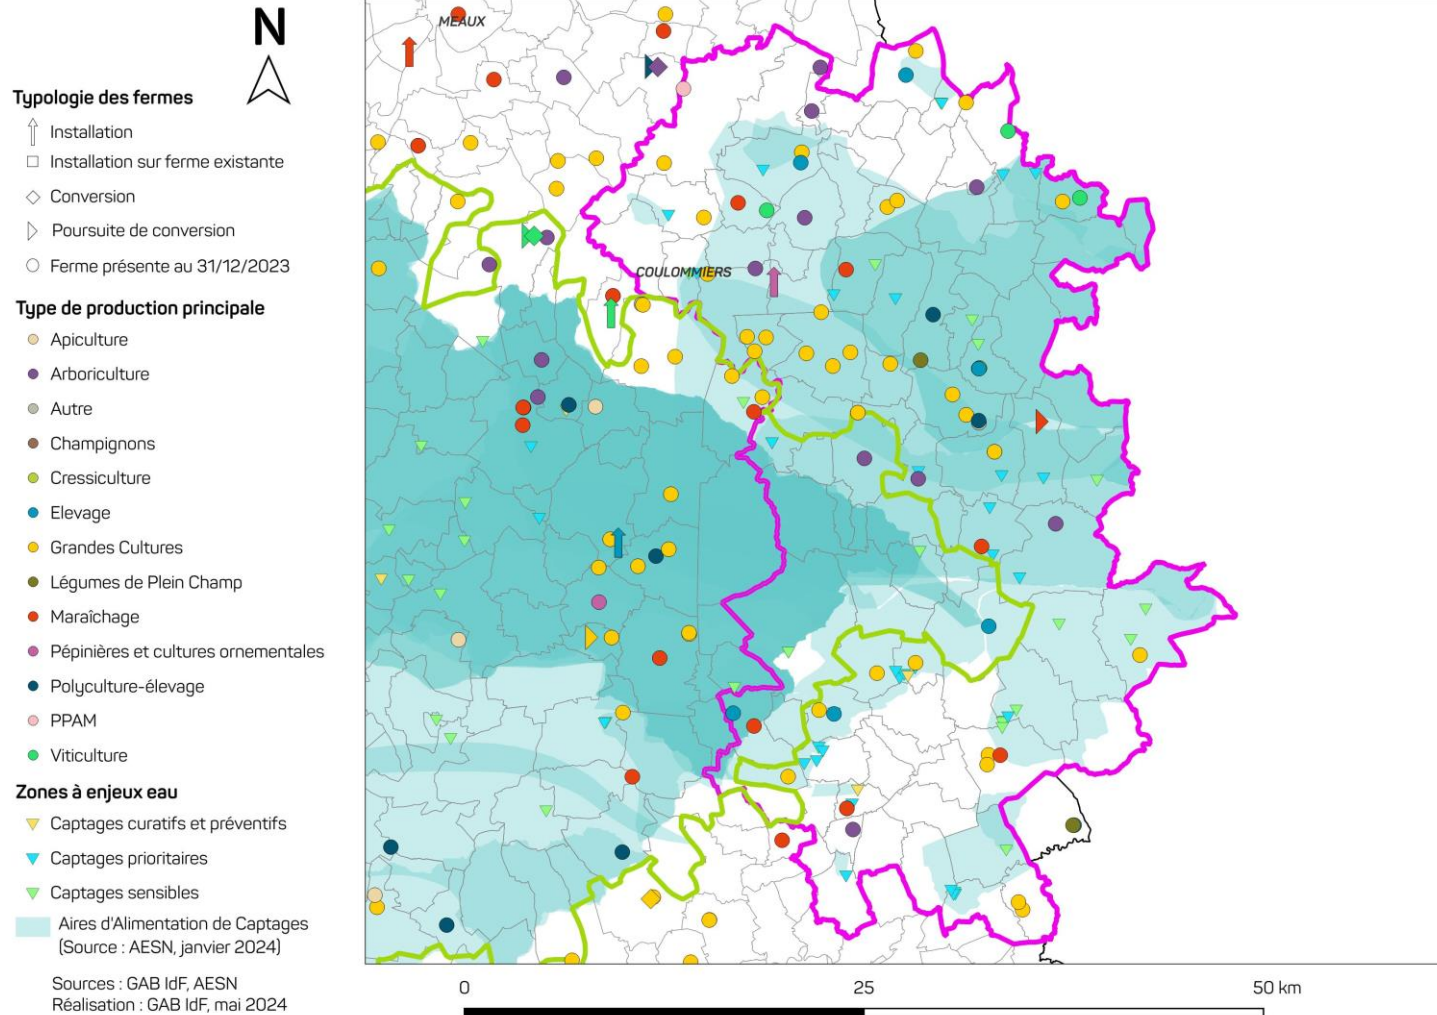 N
Typologie des fermes
Installation
Installation sur ferme existante
Conversion
Poursuite de conversion
Ferme présente au 31/12/2023
Type de production principale
Apiculture
Arboriculture
Autre
Champignons
Cressiculture
Elevage
Grandes Cultures
Légumes de Plein Champ
Maraîchage
Pépinières et cultures ornementales
Polyculture-élevage
PPAM
Viticulture
Zones à enjeux eau
Captages curatifs et préventifs
Captages prioritaires
Captages sensibles
Aires d'Alimentation de Captages
(Source : AESN, janvier 2024)
Sources : GAB IdF, AESN
Réalisation : GAB IdF, mai 2024
MEAUX
COULOMMIERS
0 25 50 km